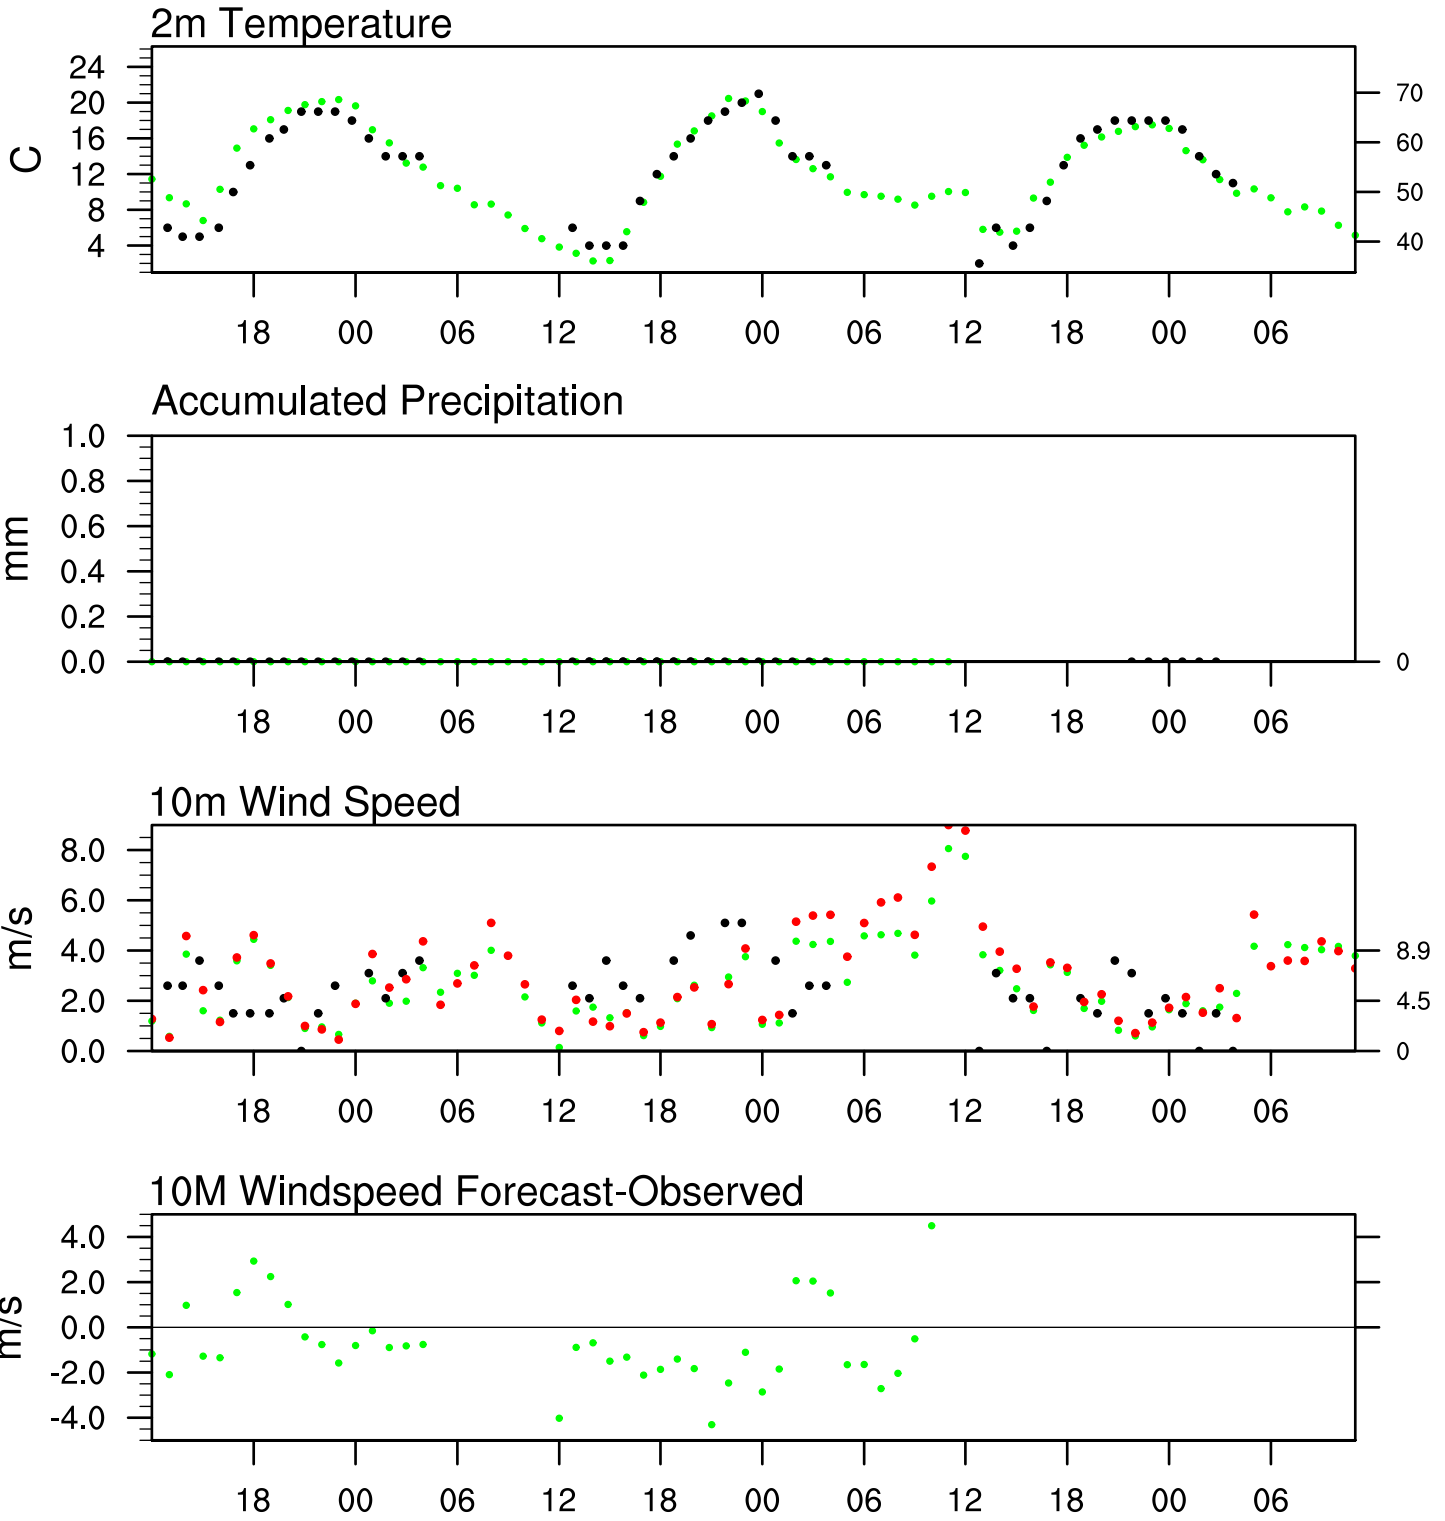 2m Temperature
24
20
16
12
8
4
C
70
60
50
40
18 00 06 12 18 00 06 12 18 00 06
Accumulated Precipitation
1.0
0.8
0.6
0.4
0.2
0.0
mm
0
18 00 06 12 18 00 06 12 18 00 06
10m Wind Speed
8.0
6.0
4.0
2.0
0.0
m/s
8.9
4.5
0
18 00 06 12 18 00 06 12 18 00 06
10M Windspeed Forecast-Observed
4.0
2.0
0.0
-2.0
-4.0
m/s
18 00 06 12 18 00 06 12 18 00 06